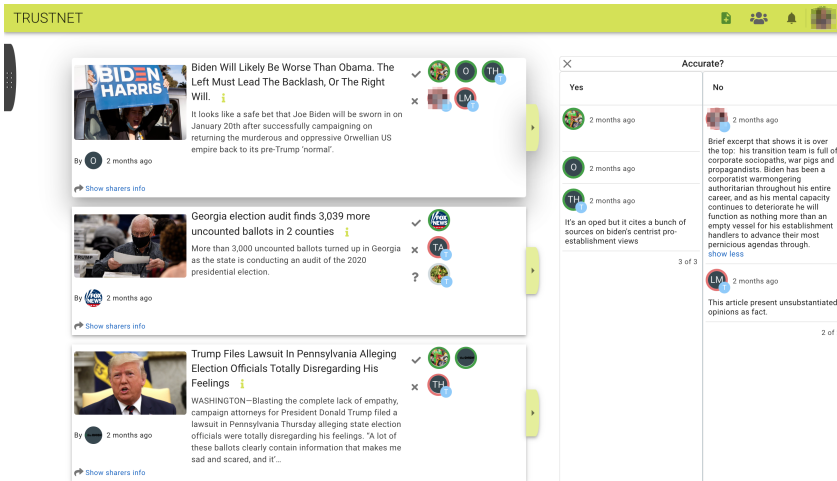 TRUSTNET
BIDEN
HARRIS
Biden Will Likely Be Worse Than Obama. The
Left Must Lead The Backlash, Or The Right
Will.
It looks like a safe bet that Joe Biden will be sworn in on
January 20th after successfully campaigning on
returning the murderous and oppressive Orwellian US
empire back to its pre-Trump 'normal'.
By O 2 months ago
Show sharers info
O TH T
T LM T
Georgia election audit finds 3,039 more
uncounted ballots in 2 counties
More than 3,000 uncounted ballots turned up in Georgia
as the state is conducting an audit of the 2020
presidential election.
TRUMP
By FOX NEWS 2 months ago
Show sharers info
FOX NEWS
TA T
? T
Trump Files Lawsuit In Pennsylvania Alleging
Election Officials Totally Disregarding His
Feelings
WASHINGTON—Blasting the complete lack of empathy,
campaign attorneys for President Donald Trump filed a
lawsuit in Pennsylvania Thursday alleging state election
officials were totally disregarding his feelings. "A lot of
these ballots clearly contain information that makes me
sad and scared, and it'...
By 2 months ago
Show sharers info
TH T
Accurate?
Yes
2 months ago
O 2 months ago
TH T 2 months ago
It's an oped but it cites a bunch of
sources on biden's centrist pro-
establishment views
3 of 3
No
T 2 months ago
Brief excerpt that shows it is over
the top: his transition team is full of
corporate sociopaths, war pigs and
propagandists. Biden has been a
corporatist warmongering
authoritarian throughout his entire
career, and as his mental capacity
continues to deteriorate he will
function as nothing more than an
empty vessel for his establishment
handlers to advance their most
pernicious agendas through.
show less
LM T 2 months ago
This article present unsubstantiated
opinions as fact.
2 of